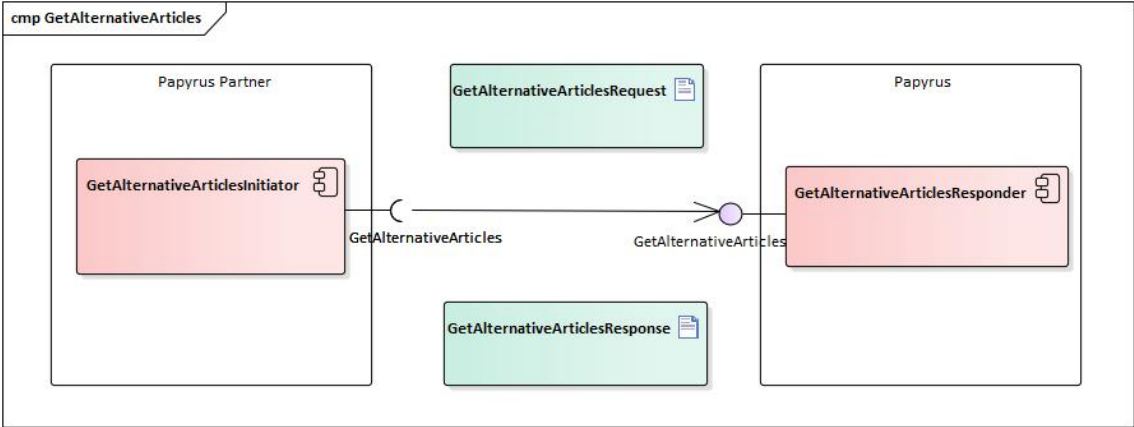 cmp GetAlternativeArticles
Papyrus Partner
GetAlternativeArticlesRequest
Papyrus
GetAlternativeArticlesInitiator
GetAlternativeArticlesResponder
GetAlternativeArticles
GetAlternativeArticles
GetAlternativeArticlesResponse